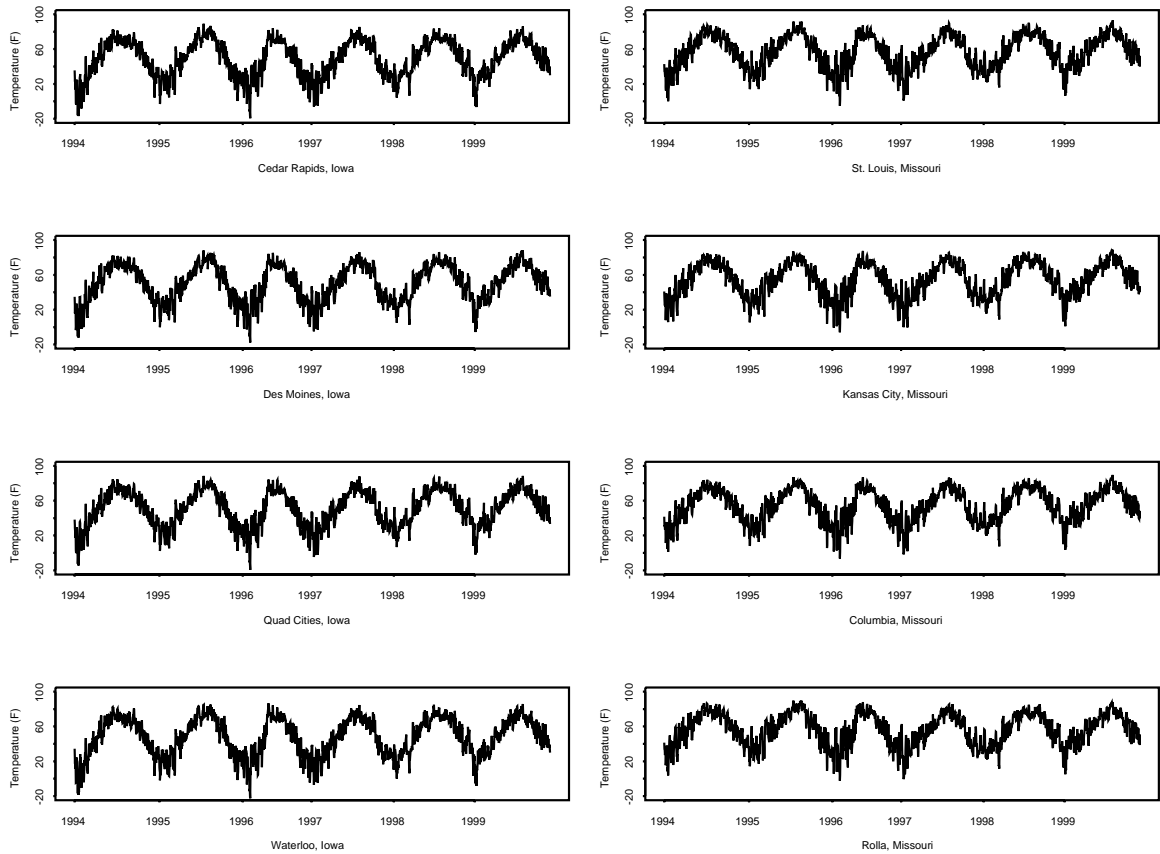 Temperature (F)
100
60
20
-20
1994 1995 1996 1997 1998 1999
Cedar Rapids, Iowa
Temperature (F)
100
60
20
-20
1994 1995 1996 1997 1998 1999
St. Louis, Missouri
Temperature (F)
100
60
20
-20
1994 1995 1996 1997 1998 1999
Des Moines, Iowa
Temperature (F)
100
60
20
-20
1994 1995 1996 1997 1998 1999
Kansas City, Missouri
Temperature (F)
100
60
20
-20
1994 1995 1996 1997 1998 1999
Quad Cities, Iowa
Temperature (F)
100
60
20
-20
1994 1995 1996 1997 1998 1999
Columbia, Missouri
Temperature (F)
100
60
20
-20
1994 1995 1996 1997 1998 1999
Waterloo, Iowa
Temperature (F)
100
60
20
-20
1994 1995 1996 1997 1998 1999
Rolla, Missouri